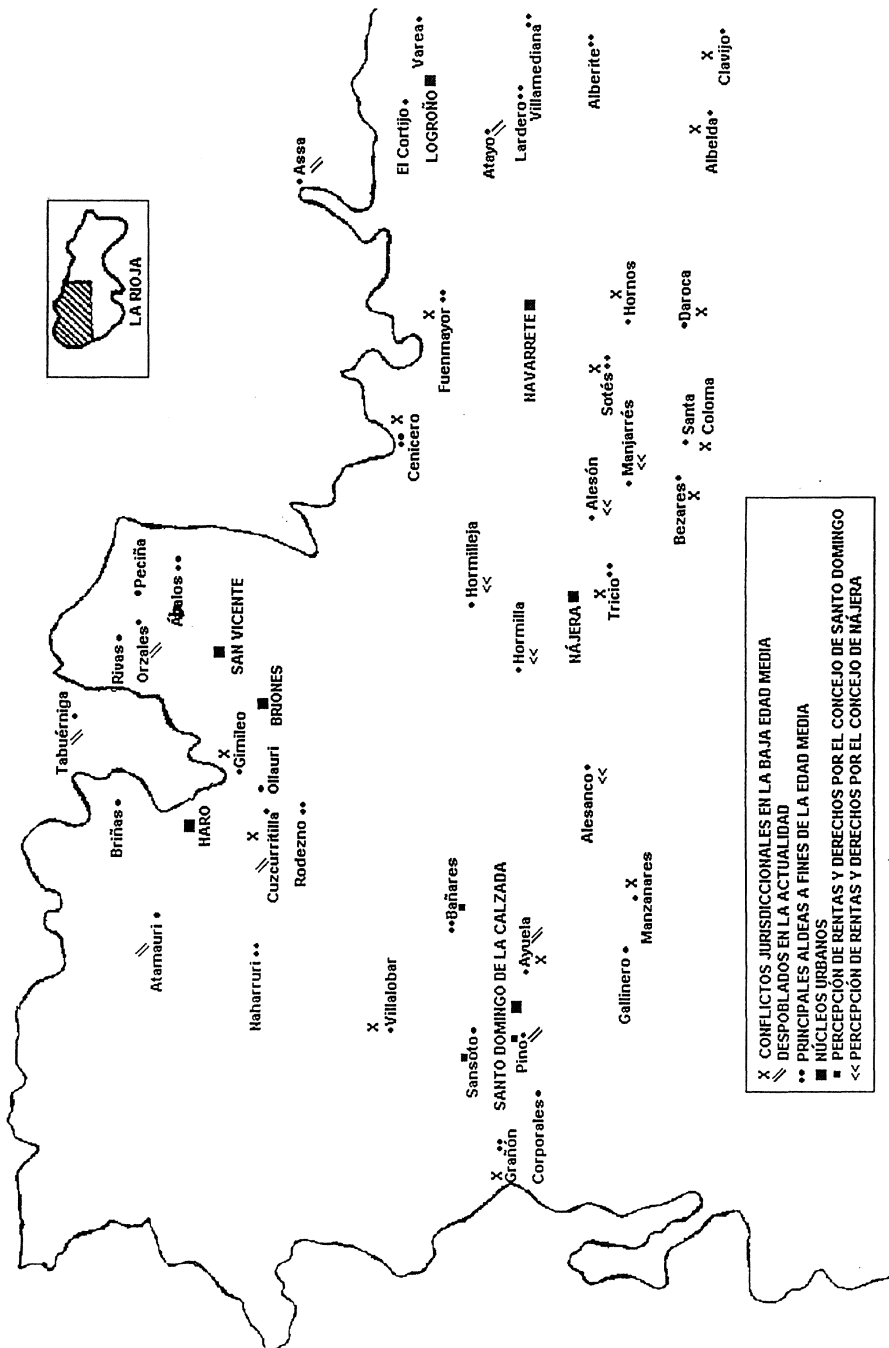 LA RIOJA
Tabuérniga
Briñas
Rivas
Peciña
Orzales
Ábalos
Assa
Atamauri
HARO
SAN VICENTE
Gimileo
BRIONES
Naharruri
Cuzcurritilla
Ollauri
Rodezno
Cenicero
Fuenmayor
El Cortijo
Varea
LOGROÑO
Villalobar
Bañares
Hormilleja
Atayo
Lardero
Villamediana
Sansoto
SANTO DOMINGO DE LA CALZADA
Hormilla
NAVARRETE
Grañón
Pino
Ayuela
Corporales
NÁJERA
Alesanco
Tricio
Alesón
Sotés
Alberite
Gallinero
Manzanares
Manjarrés
Hornos
Bezares
Santa
Coloma
Daroca
Albelda
Clavijo
X CONFLICTOS JURISDICCIONALES EN LA BAJA EDAD MEDIA
// DESPOBLADOS EN LA ACTUALIDAD
•• PRINCIPALES ALDEAS A FINES DE LA EDAD MEDIA
■ NÚCLEOS URBANOS
▪ PERCEPCIÓN DE RENTAS Y DERECHOS POR EL CONCEJO DE SANTO DOMINGO
<< PERCEPCIÓN DE RENTAS Y DERECHOS POR EL CONCEJO DE NÁJERA